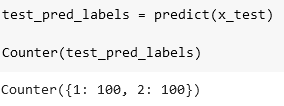 test_pred_labels = predict(x_test)
Counter(test_pred_labels)
Counter({1: 100, 2: 100})